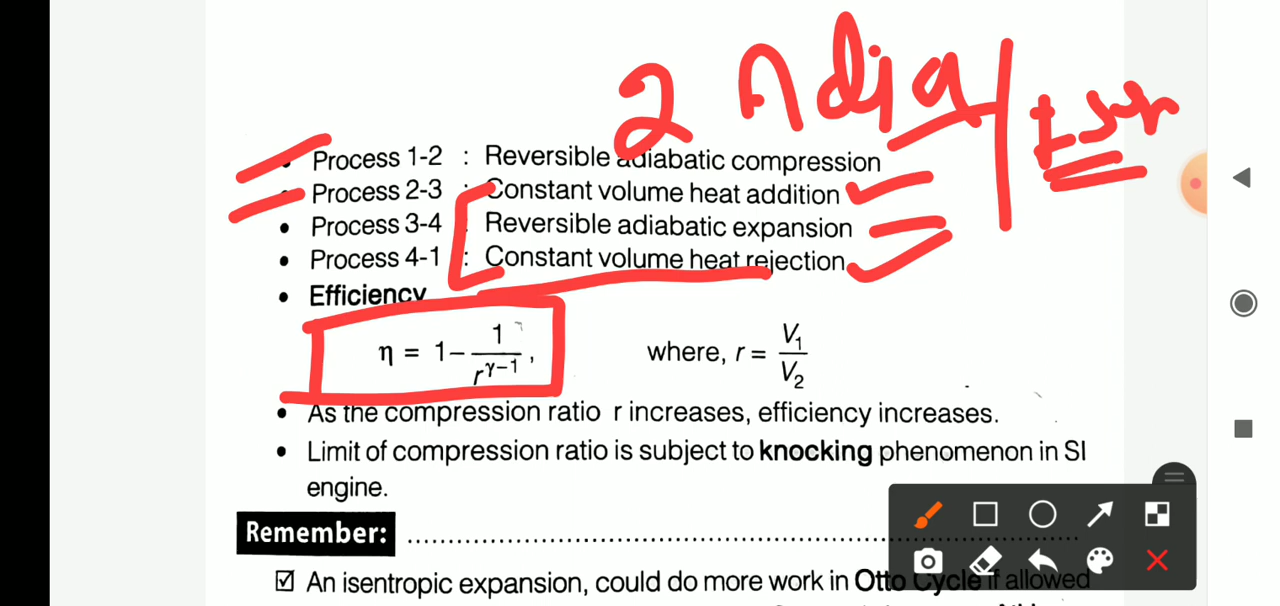 2 Adia/
Process 1-2 : Reversible adiabatic compression
Process 2-3 : Constant volume heat addition
• Process 3-4 : Reversible adiabatic expansion
• Process 4-1 : Constant volume heat rejection
• Efficiency
η = 1 - 1/r^(γ-1), where, r = V₁/V₂
• As the compression ratio r increases, efficiency increases.
• Limit of compression ratio is subject to knocking phenomenon in SI
engine.
Remember:
☑ An isentropic expansion, could do more work in Otto Cycle if allowed